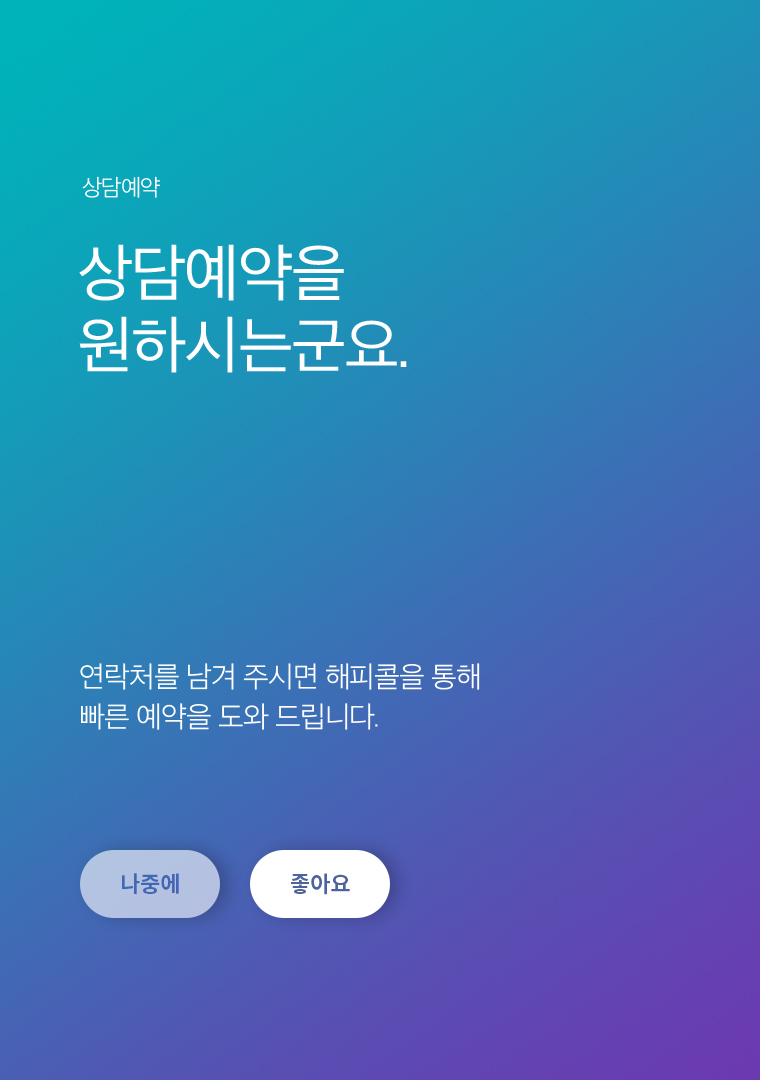 상담예약
상담예약을
원하시는군요.
연락처를 남겨 주시면 해피콜을 통해
빠른 예약을 도와 드립니다.
나중에
좋아요